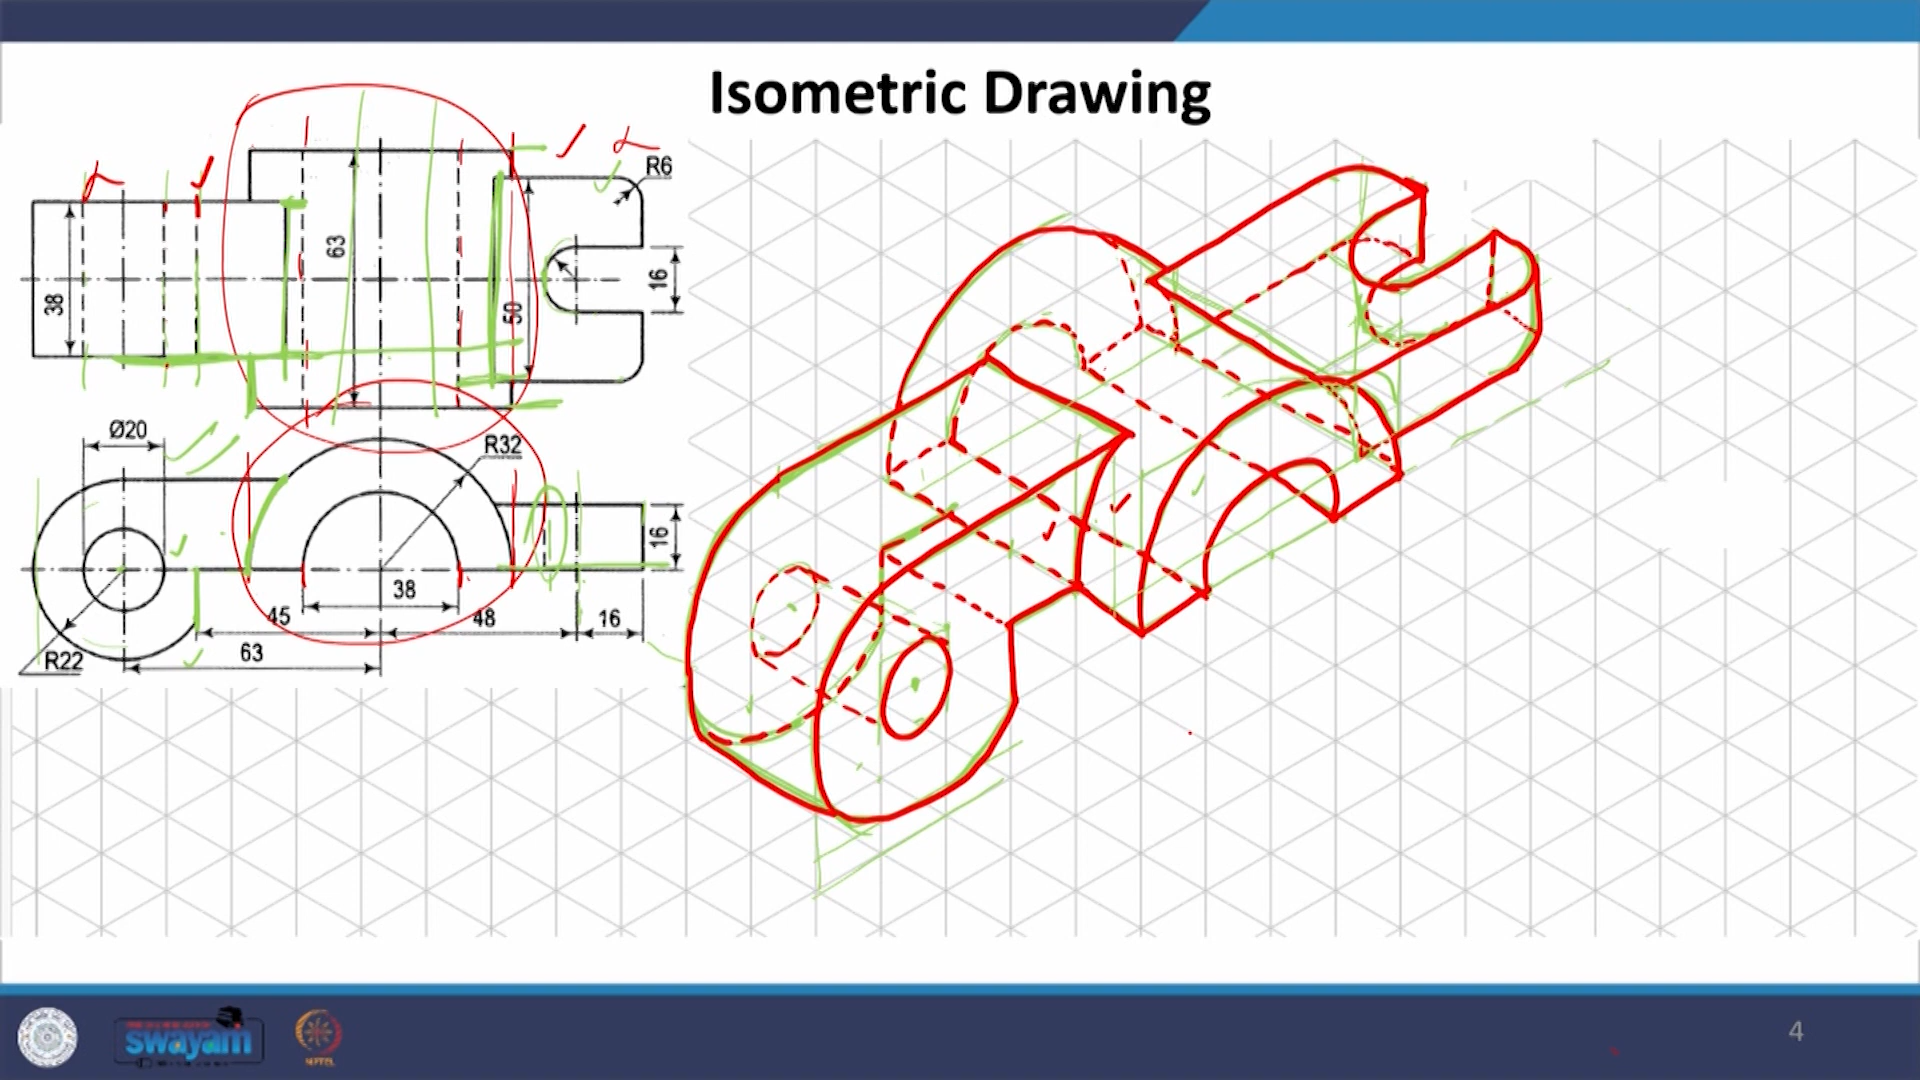 Isometric Drawing
R6
63
16
38
50
Ø20
R32
16
38
45
48
16
63
R22
swayam
4